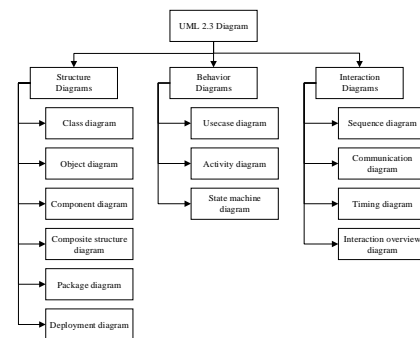 UML 2.3 Diagram
Structure
Diagrams
Behavior
Diagrams
Interaction
Diagrams
Class diagram
Usecase diagram
Sequence diagram
Object diagram
Activity diagram
Communication
diagram
Component diagram
State machine
diagram
Timing diagram
Composite structure
diagram
Interaction overview
diagram
Package diagram
Deployment diagram